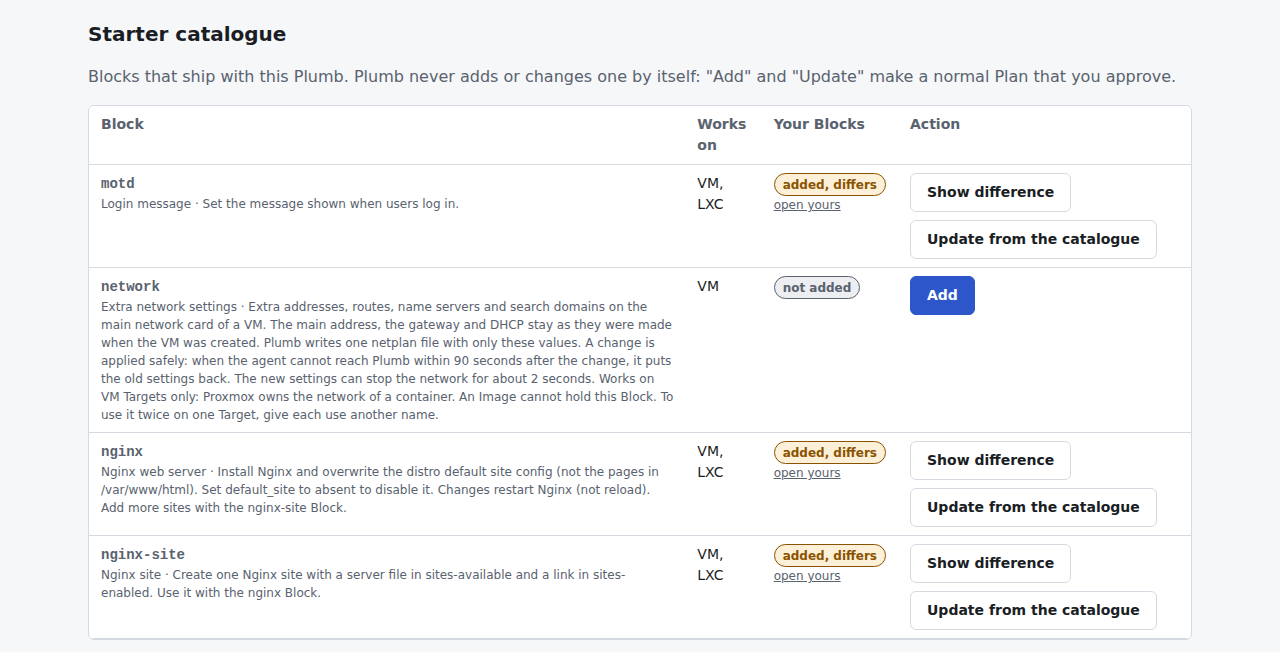 Starter catalogue
Blocks that ship with this Plumb. Plumb never adds or changes one by itself: "Add" and "Update" make a normal Plan that you approve.
Block
Works on
Your Blocks
Action
motd
Login message · Set the message shown when users log in.
VM,
LXC
added, differs
open yours
Show difference
Update from the catalogue
network
Extra network settings · Extra addresses, routes, name servers and search domains on the
main network card of a VM. The main address, the gateway and DHCP stay as they were made
when the VM was created. Plumb writes one netplan file with only these values. A change is
applied safely: when the agent cannot reach Plumb within 90 seconds after the change, it puts
the old settings back. The new settings can stop the network for about 2 seconds. Works on
VM Targets only: Proxmox owns the network of a container. An Image cannot hold this Block. To
use it twice on one Target, give each use another name.
VM
not added
Add
nginx
Nginx web server · Install Nginx and overwrite the distro default site config (not the pages in
/var/www/html). Set default_site to absent to disable it. Changes restart Nginx (not reload).
Add more sites with the nginx-site Block.
VM,
LXC
added, differs
open yours
Show difference
Update from the catalogue
nginx-site
Nginx site · Create one Nginx site with a server file in sites-available and a link in sites-
enabled. Use it with the nginx Block.
VM,
LXC
added, differs
open yours
Show difference
Update from the catalogue